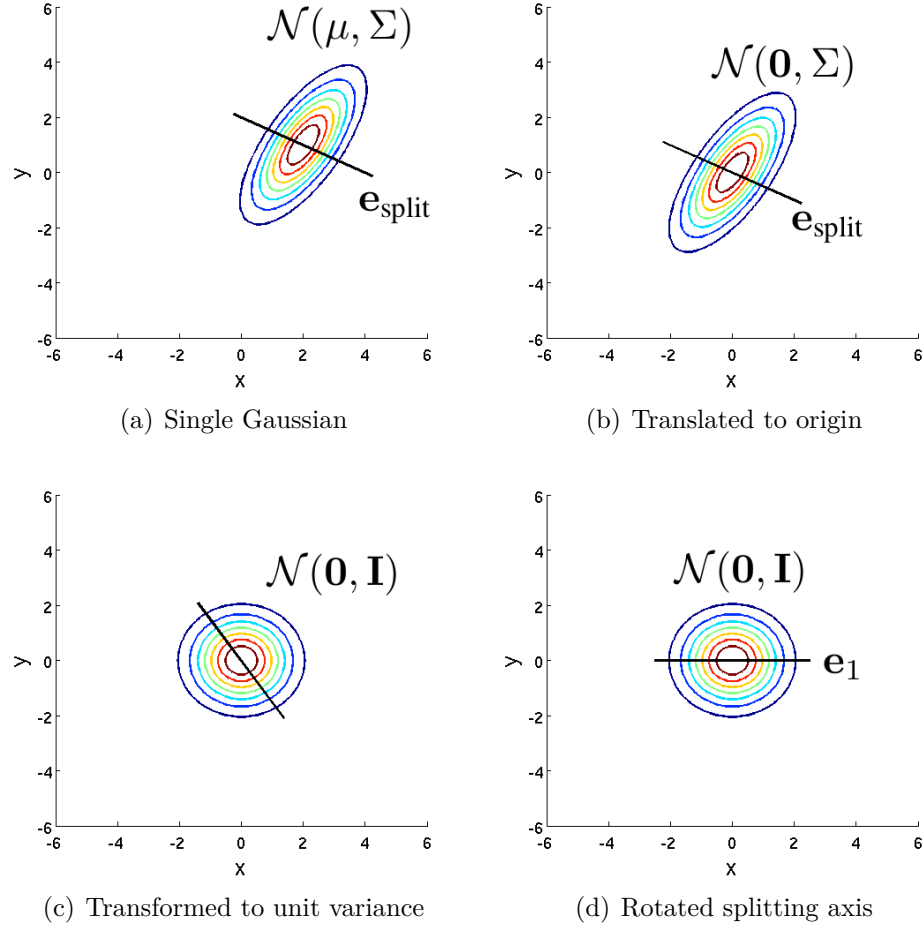 6
4
2
0
-2
-4
-6
-6 -4 -2 0 2 4 6
y
x
𝒩(μ, Σ)
e_split
(a) Single Gaussian
6
4
2
0
-2
-4
-6
-6 -4 -2 0 2 4 6
y
x
𝒩(0, Σ)
e_split
(b) Translated to origin
6
4
2
0
-2
-4
-6
-6 -4 -2 0 2 4 6
y
x
𝒩(0, I)
(c) Transformed to unit variance
6
4
2
0
-2
-4
-6
-6 -4 -2 0 2 4 6
y
x
𝒩(0, I)
e₁
(d) Rotated splitting axis